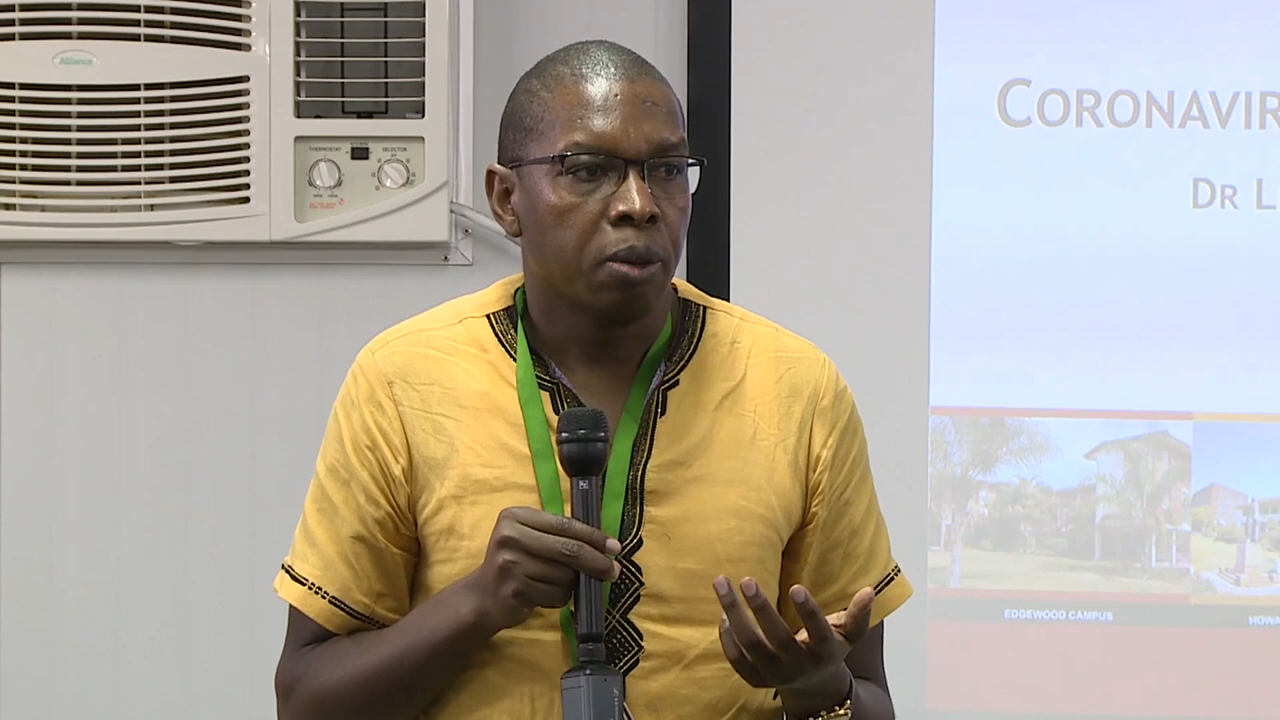 Alliance
THERMOSTAT
SELECTOR
CORONAVIR
DR L
EDGEWOOD CAMPUS
HOWA